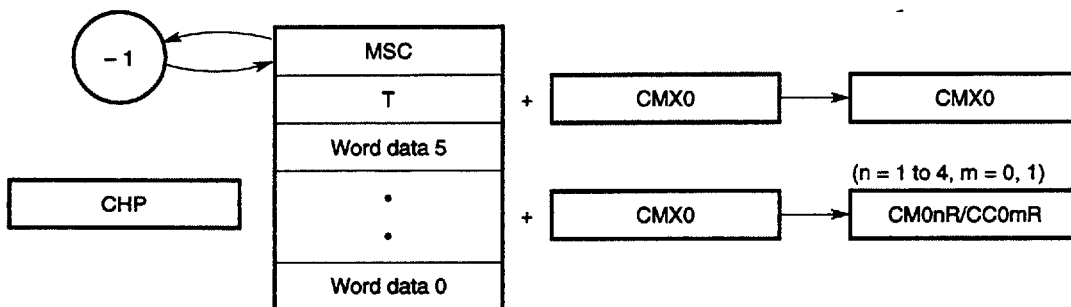 – 1
MSC
T + CMX0 CMX0
Word data 5
(n = 1 to 4, m = 0, 1)
CHP + CMX0 CM0nR/CC0mR
Word data 0